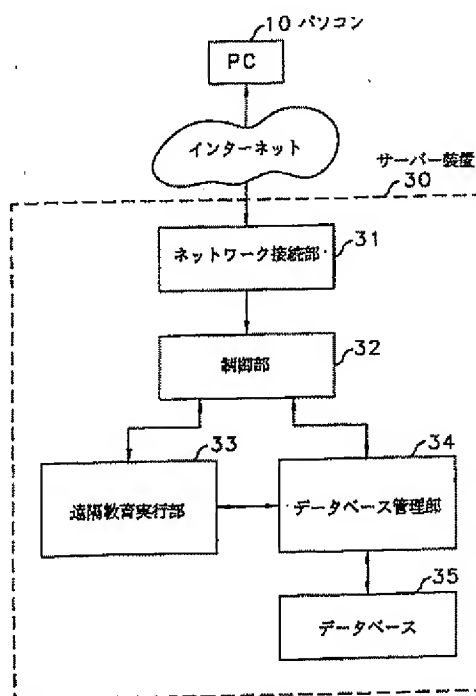 10 パソコン
PC
インターネット
サーバー装置
30
ネットワーク接続部
31
制御部
32
33
遠隔教育実行部
34
データベース管理部
35
データベース